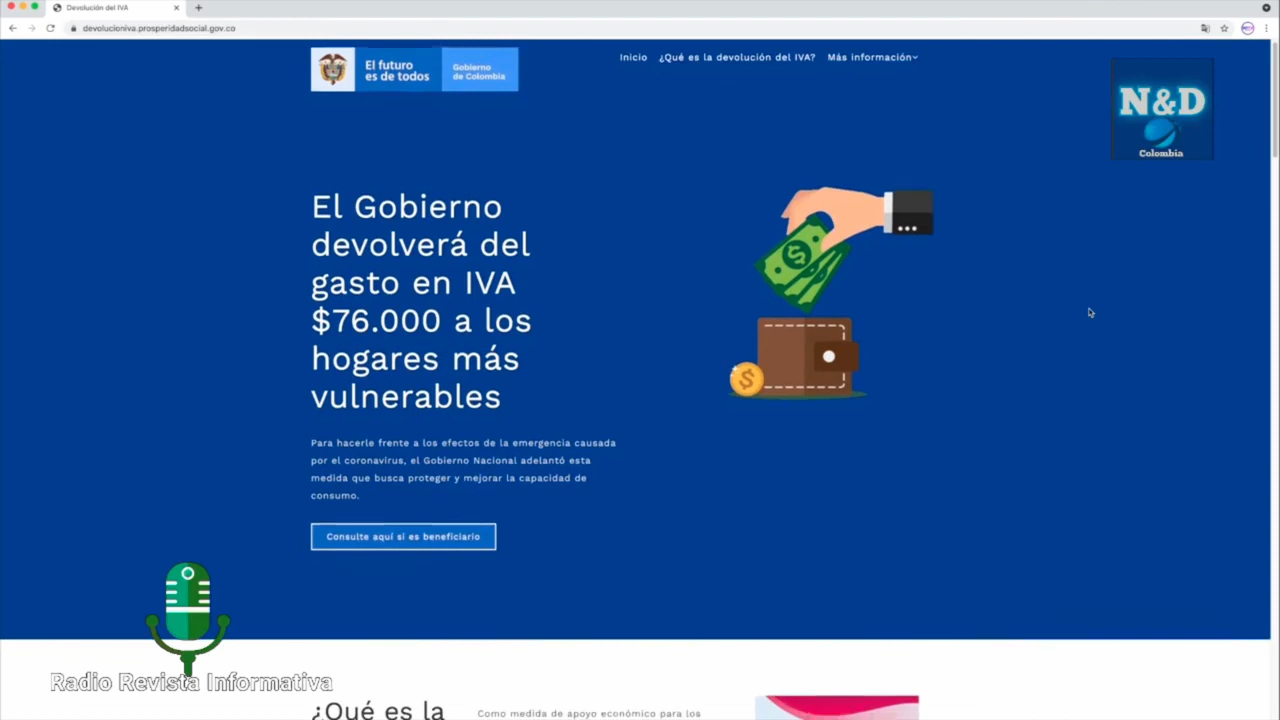 Devolución del IVA
devolucioniva.prosperidadsocial.gov.co
El futuro
es de todos
Gobierno
de Colombia
Inicio ¿Qué es la devolución del IVA? Más información
N&D
Colombia
El Gobierno
devolverá del
gasto en IVA
$76.000 a los
hogares más
vulnerables
Para hacerle frente a los efectos de la emergencia causada
por el coronavirus, el Gobierno Nacional adelantó esta
medida que busca proteger y mejorar la capacidad de
consumo.
Consulte aquí si es beneficiario
Radio Revista Informativa
¿Qué es la
Como medida de apoyo económico para los